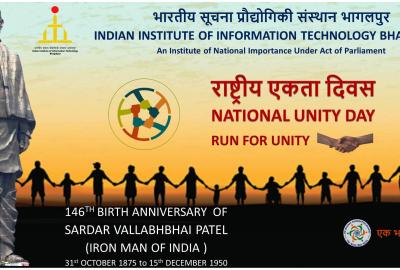 भारतीय सूचना प्रौद्योगिकी संस्थान भागलपुर
INDIAN INSTITUTE OF INFORMATION TECHNOLOGY BHA
An Institute of National Importance Under Act of Parliament
राष्ट्रीय एकता दिवस
NATIONAL UNITY DAY
RUN FOR UNITY
146TH BIRTH ANNIVERSARY OF
SARDAR VALLABHBHAI PATEL
(IRON MAN OF INDIA )
31st OCTOBER 1875 to 15th DECEMBER 1950
एक भ